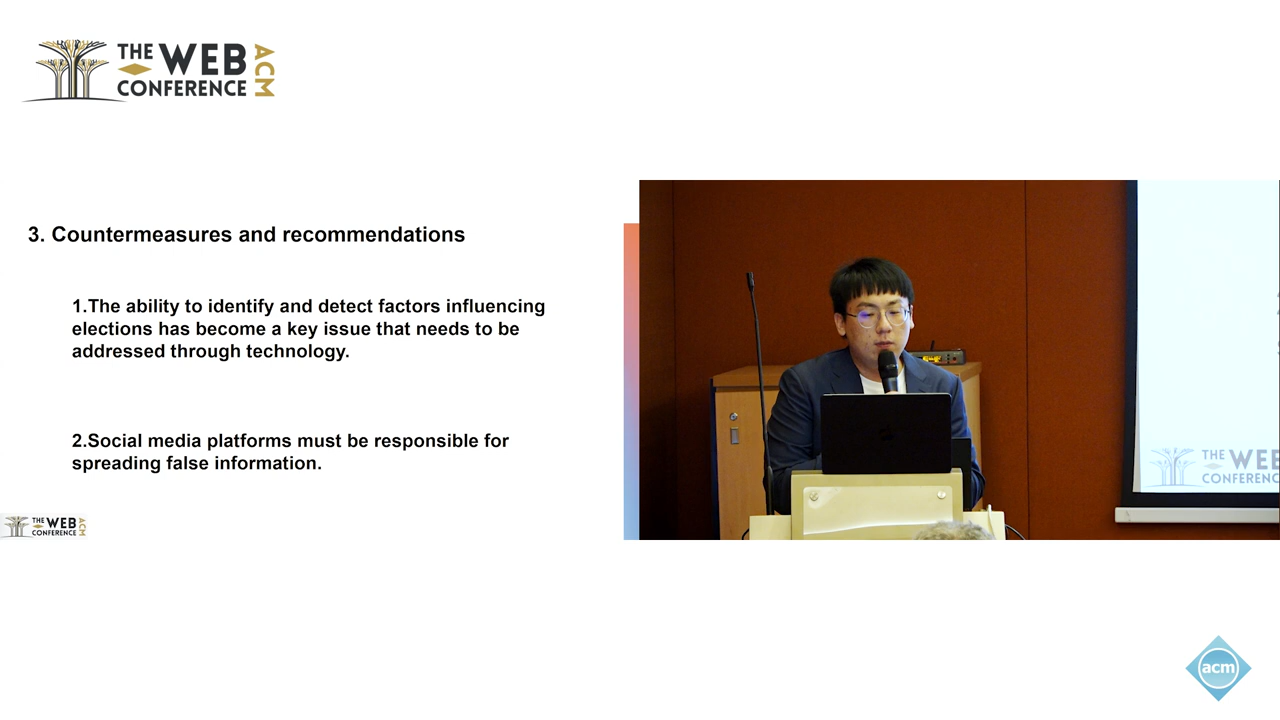 THE WEB
CONFERENCE
ACM
3. Countermeasures and recommendations
1.The ability to identify and detect factors influencing
elections has become a key issue that needs to be
addressed through technology.
2.Social media platforms must be responsible for
spreading false information.
THE WEB
CONFERENCE
ACM
THE WEB
CONFERENC
acm